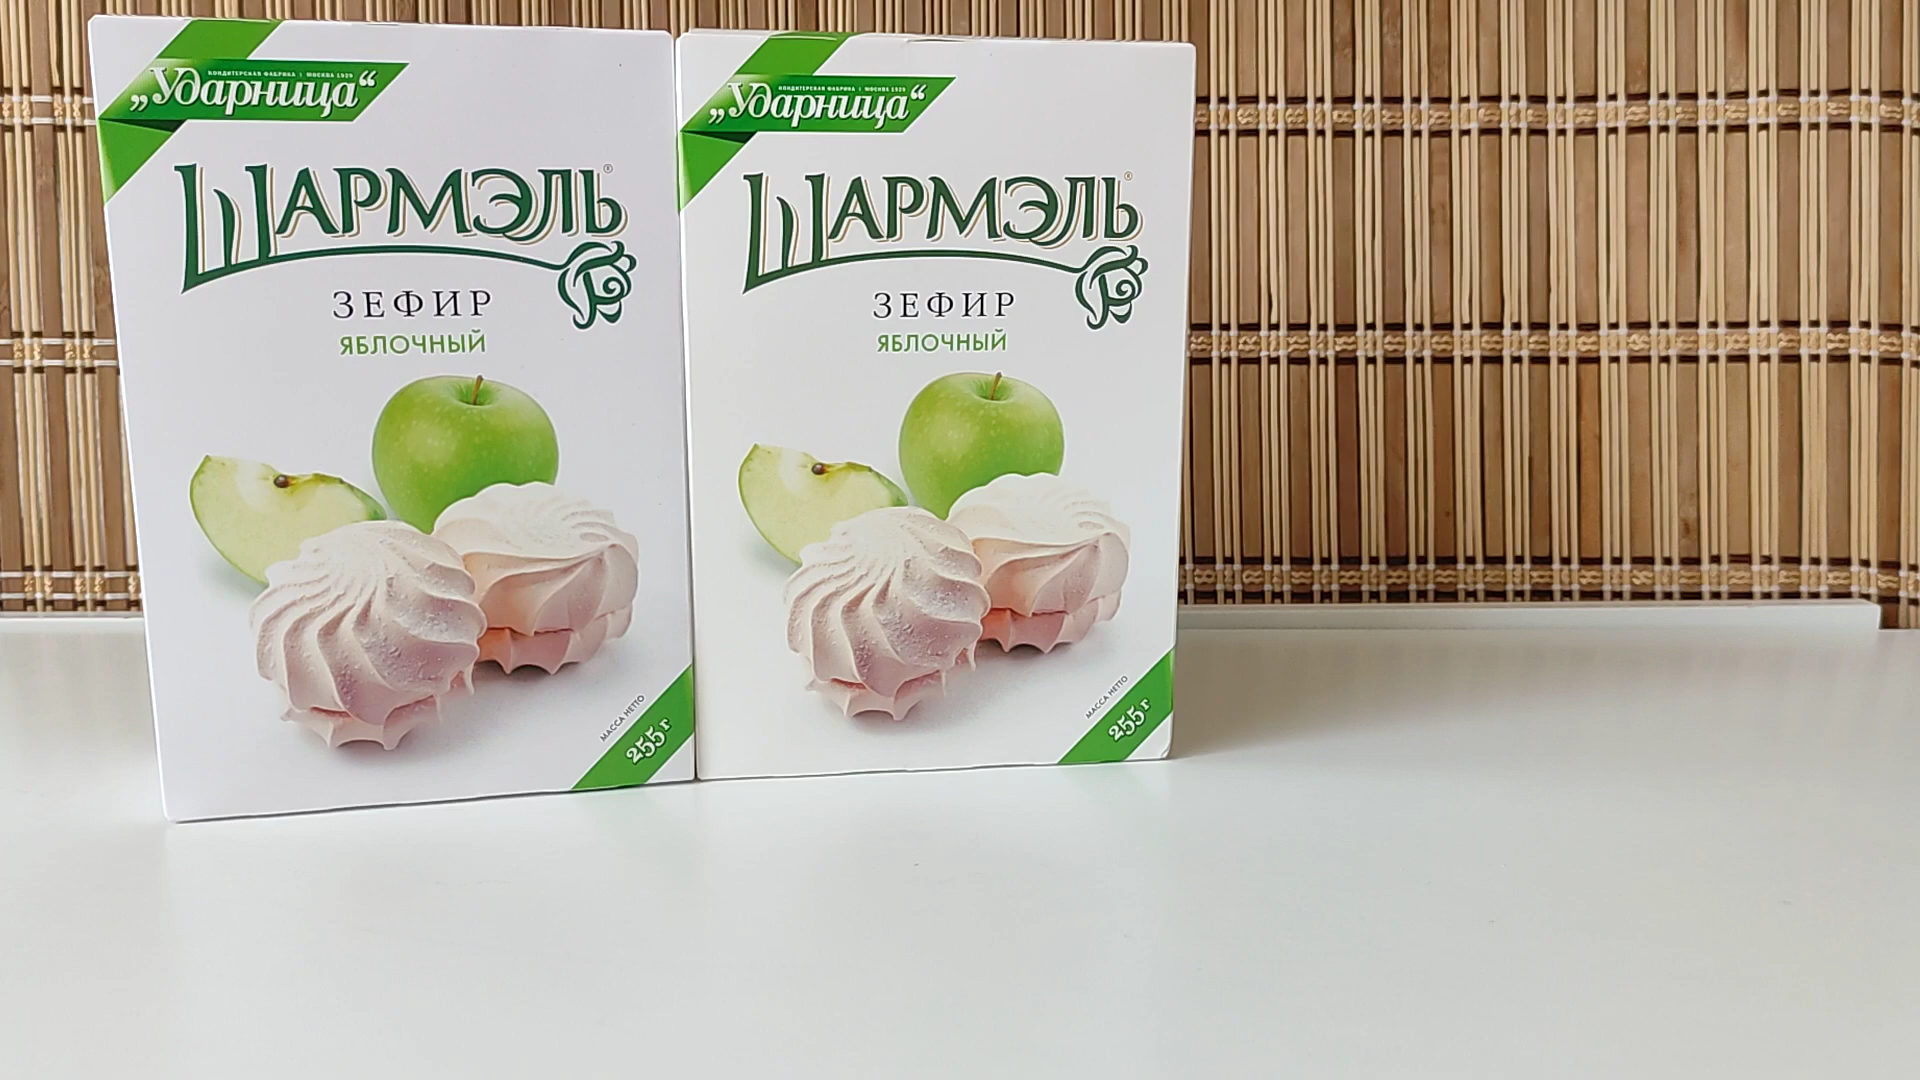 КОНДИТЕРСКАЯ ФАБРИКА | МОСКВА 1929
„Ударница“
ШАРМЭЛЬ®
ЗЕФИР
ЯБЛОЧНЫЙ
МАССА НЕТТО
255 г
КОНДИТЕРСКАЯ ФАБРИКА | МОСКВА 1929
„Ударница“
ШАРМЭЛЬ®
ЗЕФИР
ЯБЛОЧНЫЙ
МАССА НЕТТО
255 г